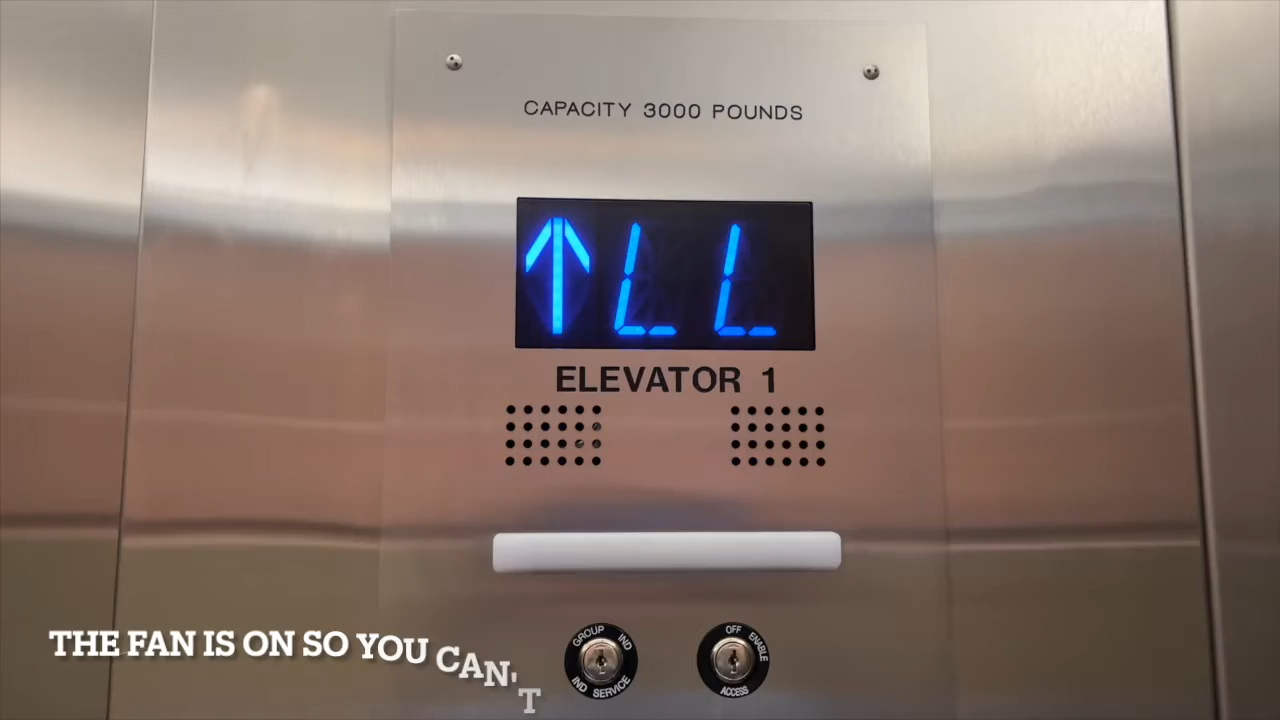 CAPACITY 3000 POUNDS
↑LL
ELEVATOR 1
GROUP IND
IND SERVICE
OFF ENABLE
ACCESS
THE FAN IS ON SO YOU CAN'T